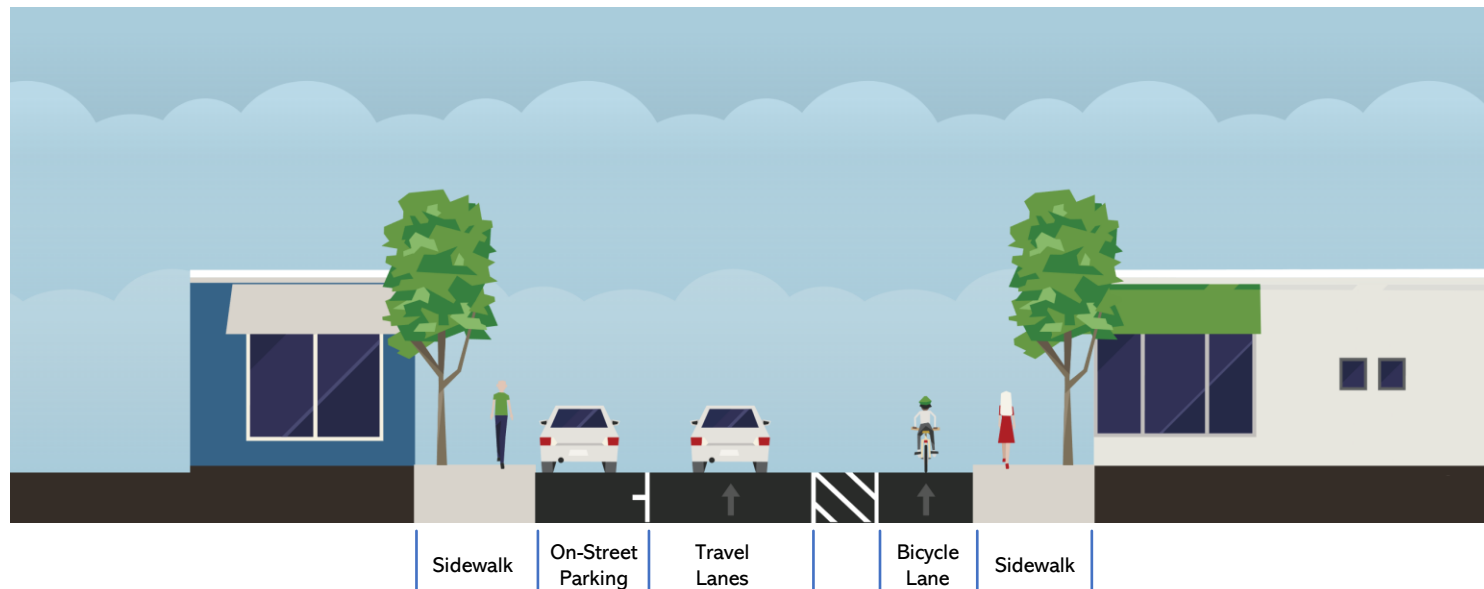 Sidewalk
On-Street
Parking
Travel
Lanes
Bicycle
Lane
Sidewalk